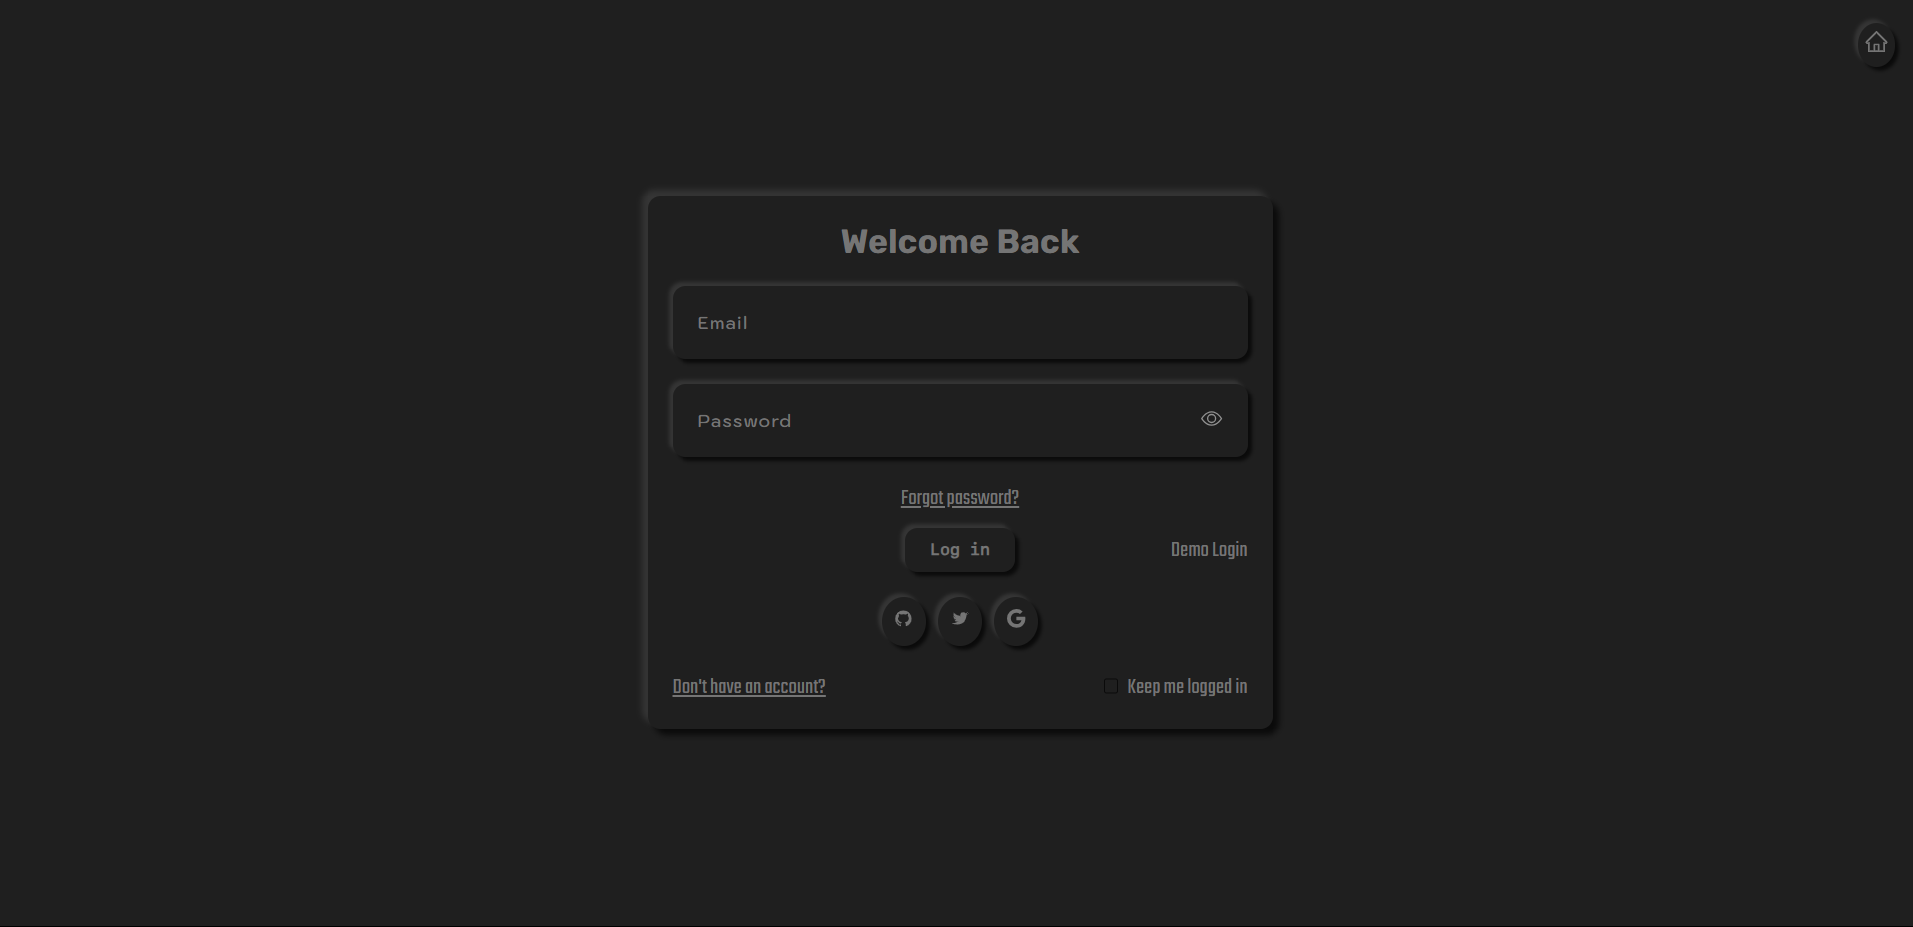 Welcome Back
Email
Password
Forgot password?
Log in
Demo Login
Don't have an account?
Keep me logged in